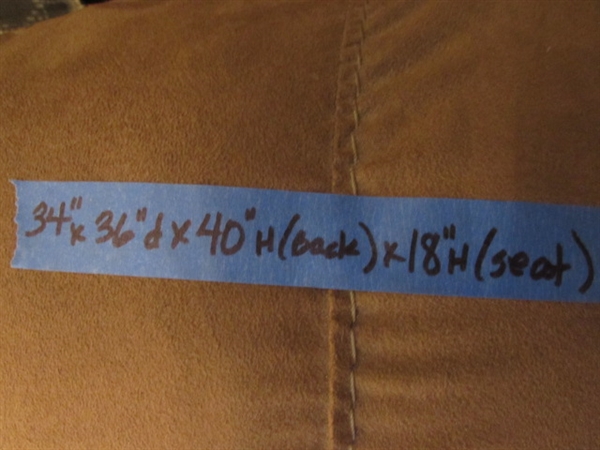 34" x 36" d x 40" H (back) x 18" H (seat)